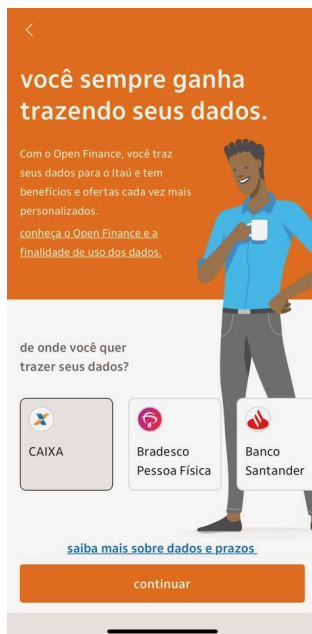 você sempre ganha
trazendo seus dados.
Com o Open Finance, você traz
seus dados para o Itaú e tem
benefícios e ofertas cada vez mais
personalizados.
conheça o Open Finance e a
finalidade de uso dos dados.
de onde você quer
trazer seus dados?
CAIXA
Bradesco
Pessoa Física
Banco
Santander
saiba mais sobre dados e prazos
continuar